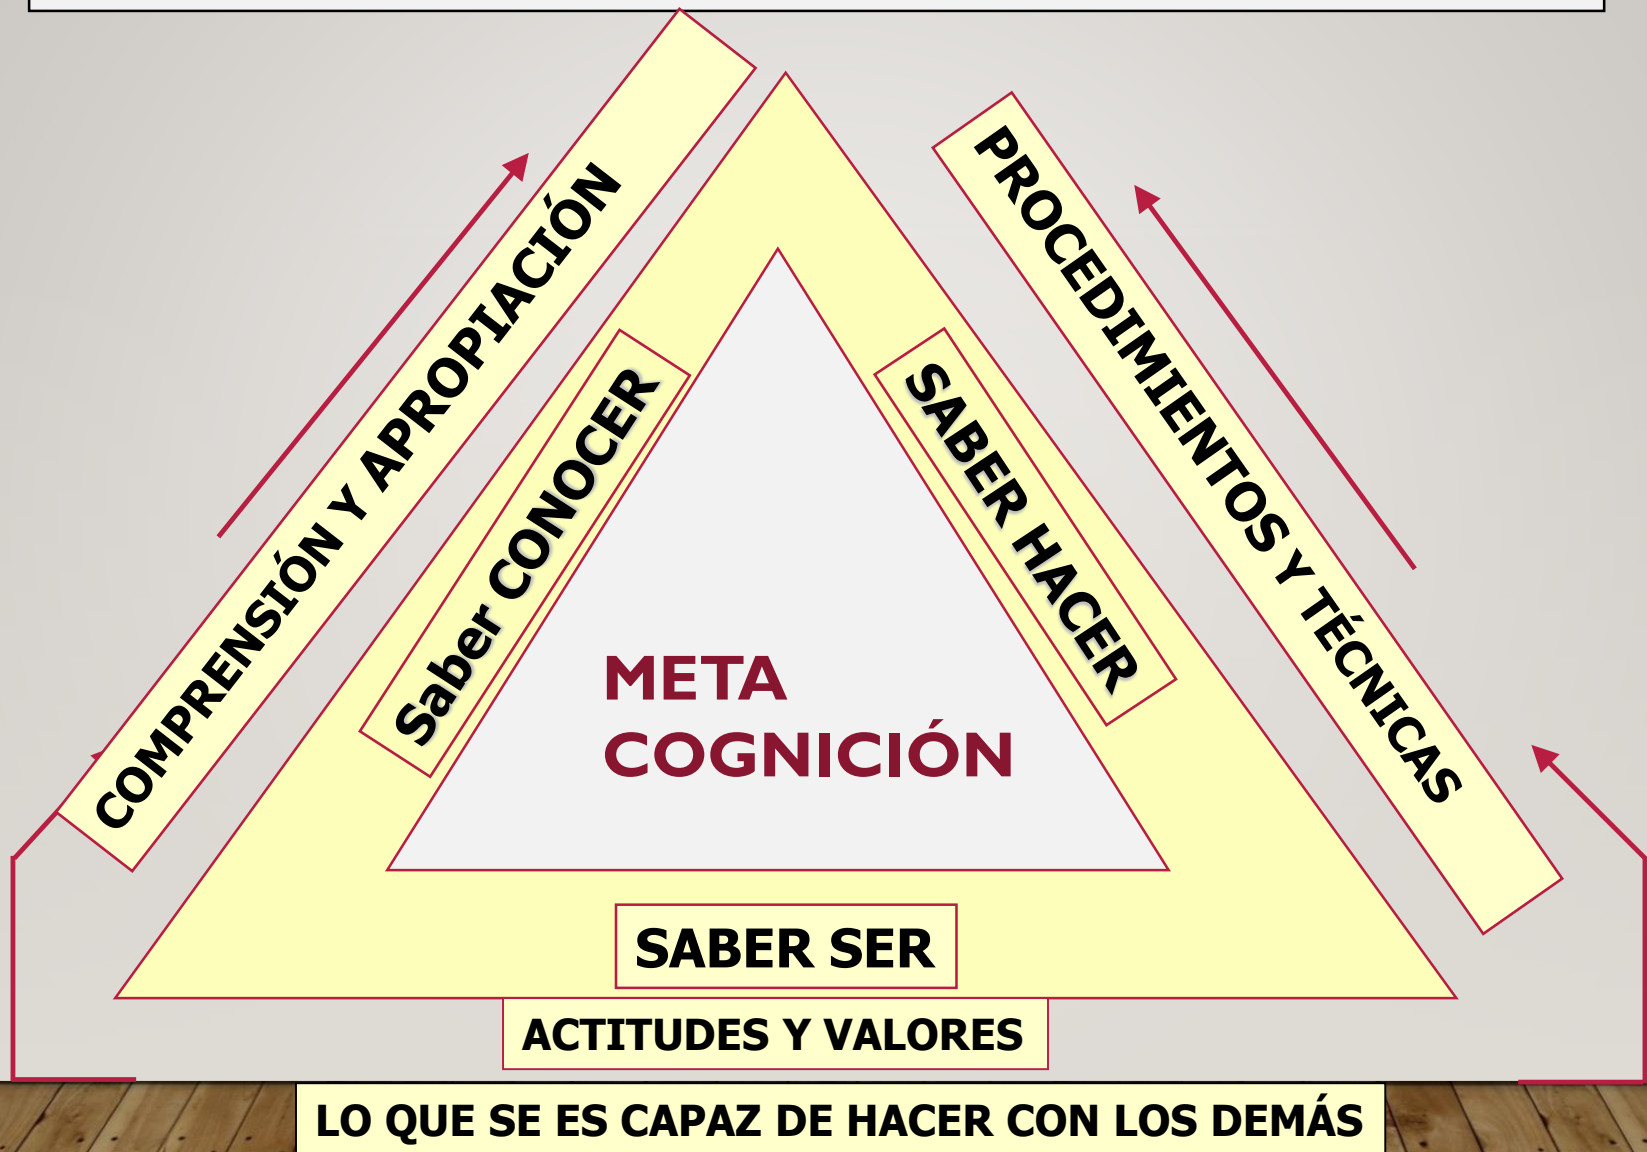 COMPRENSIÓN Y APROPIACIÓN
PROCEDIMIENTOS Y TÉCNICAS
Saber CONOCER
SABER HACER
META
COGNICIÓN
SABER SER
ACTITUDES Y VALORES
LO QUE SE ES CAPAZ DE HACER CON LOS DEMÁS